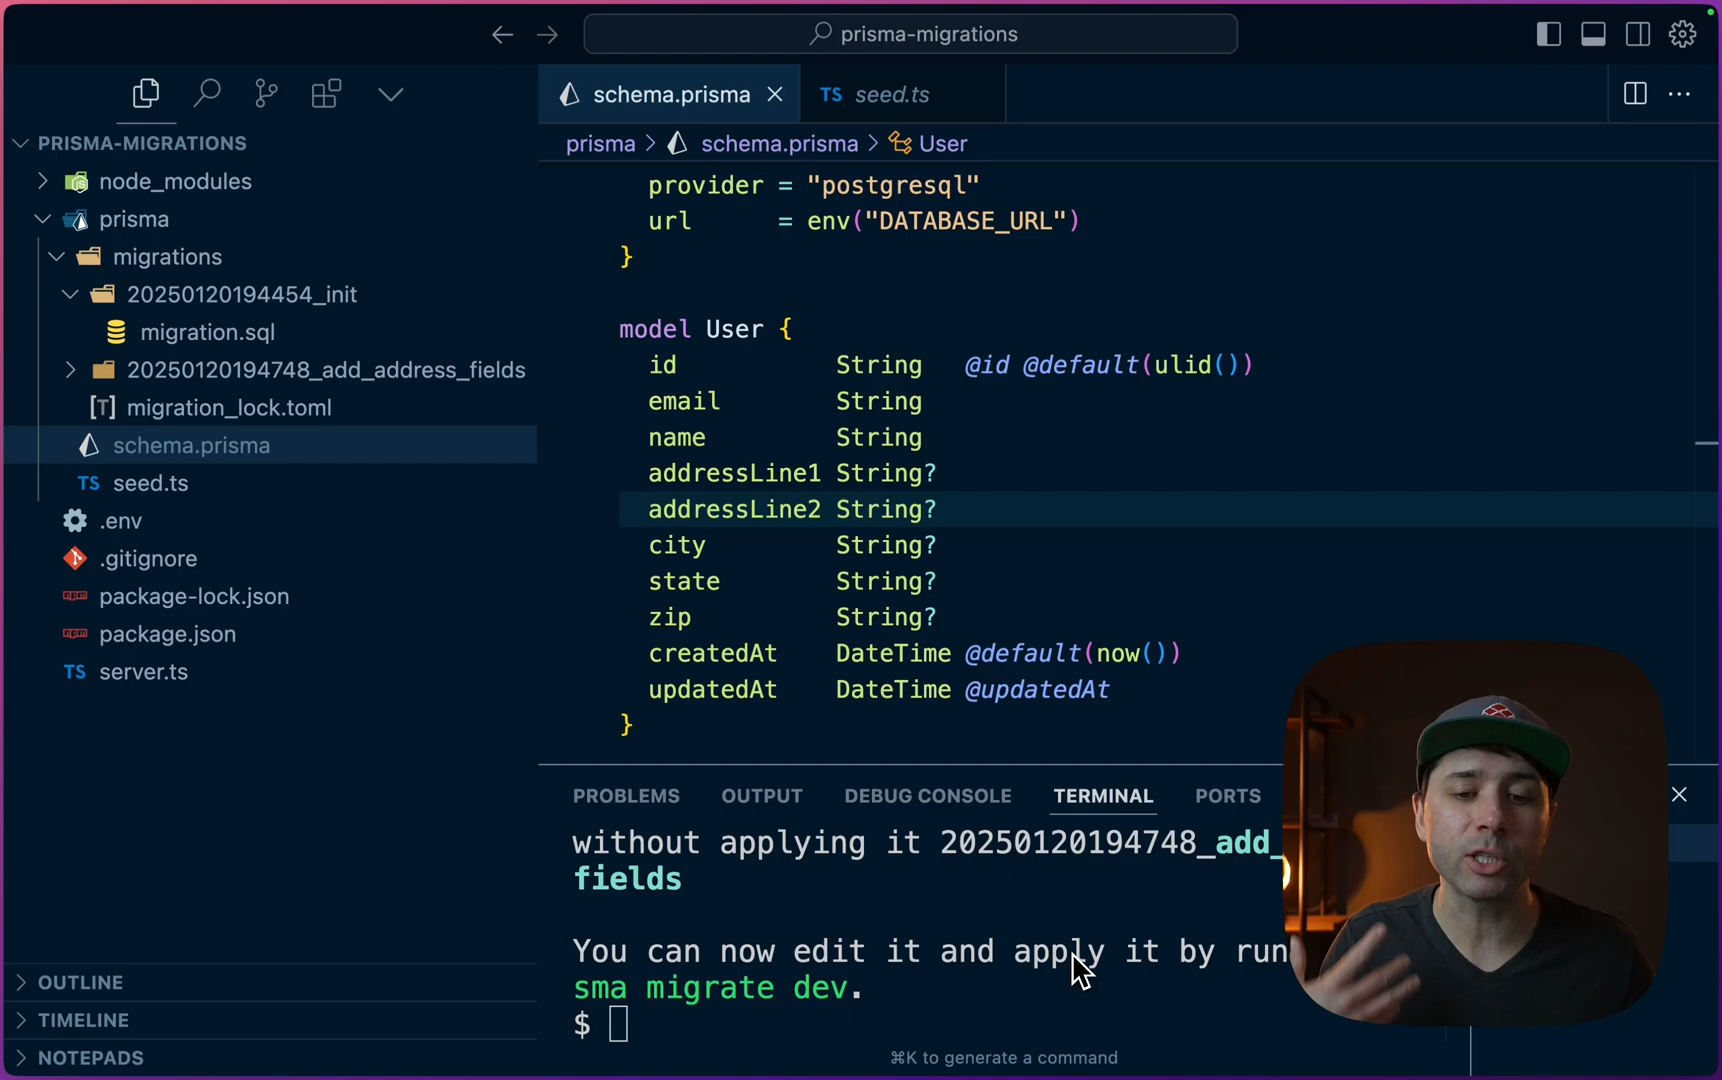 prisma-migrations
schema.prisma
TS seed.ts
prisma > schema.prisma > User
PRISMA-MIGRATIONS
node_modules
prisma
migrations
20250120194454_init
migration.sql
20250120194748_add_address_fields
[T] migration_lock.toml
schema.prisma
TS seed.ts
.env
.gitignore
package-lock.json
package.json
TS server.ts
OUTLINE
TIMELINE
NOTEPADS
provider = "postgresql"
url = env("DATABASE_URL")
}
model User {
id String @id @default(ulid())
email String
name String
addressLine1 String?
addressLine2 String?
city String?
state String?
zip String?
createdAt DateTime @default(now())
updatedAt DateTime @updatedAt
}
PROBLEMS OUTPUT DEBUG CONSOLE TERMINAL PORTS
without applying it 20250120194748_add_
fields
You can now edit it and apply it by run
sma migrate dev.
$
⌘K to generate a command